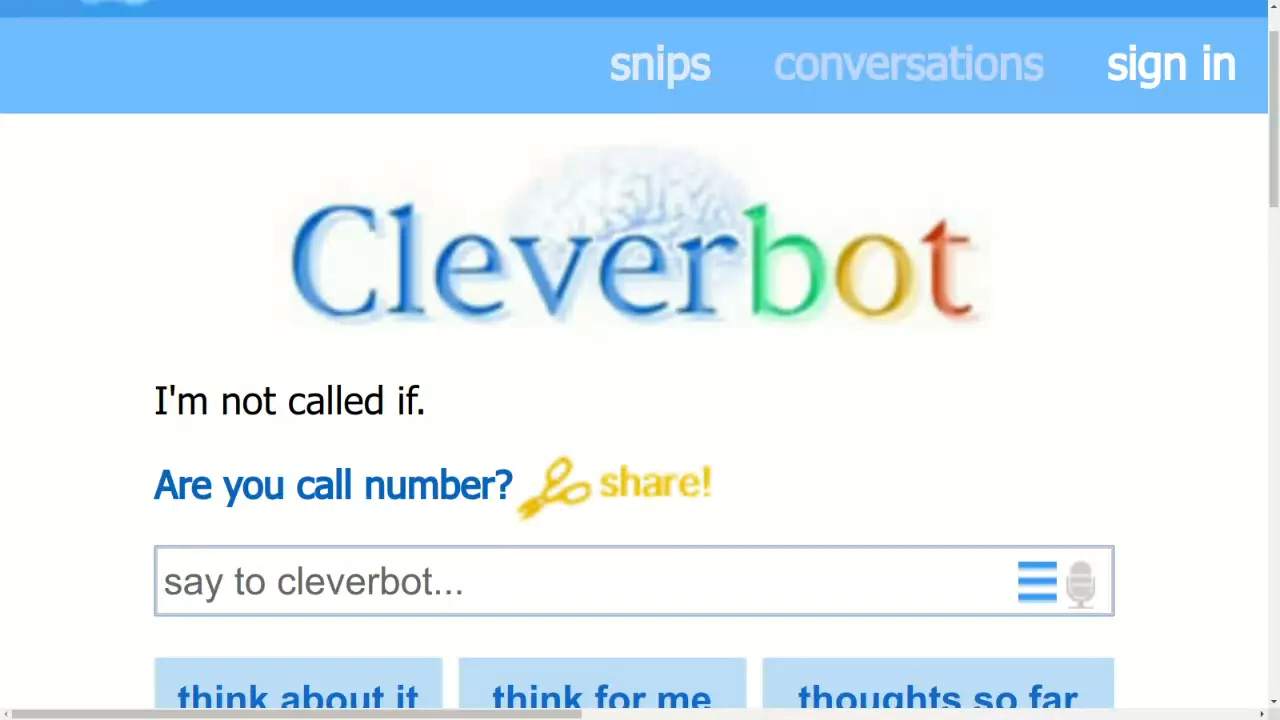 snips conversations sign in
Cleverbot
I'm not called if.
Are you call number? share!
say to cleverbot...
think about it think for me thoughts so far